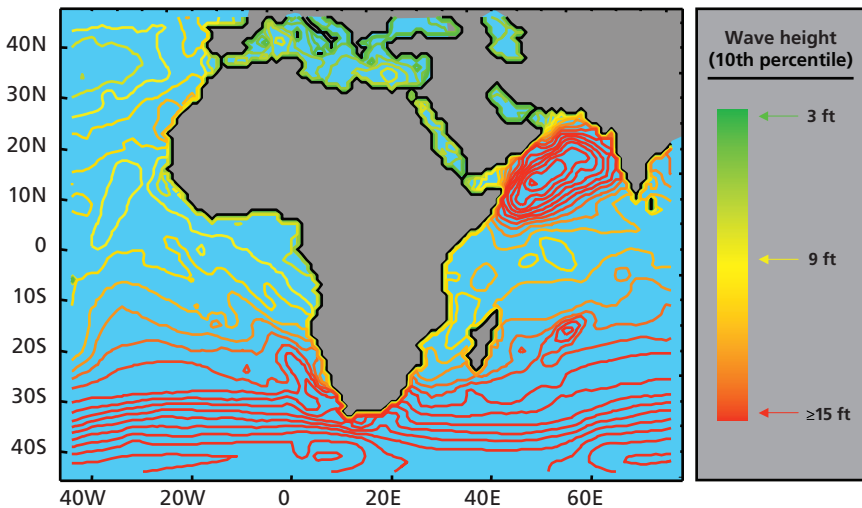 40N
30N
20N
10N
0
10S
20S
30S
40S
40W 20W 0 20E 40E 60E
Wave height
(10th percentile)
3 ft
9 ft
≥15 ft